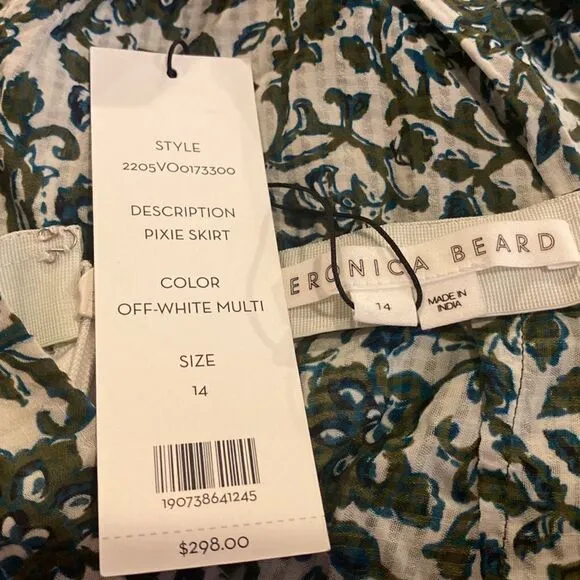 STYLE
2205VO0173300
DESCRIPTION
PIXIE SKIRT
COLOR
OFF-WHITE MULTI
SIZE
14
190738641245
$298.00
ERONICA BEARD
14
MADE IN
INDIA